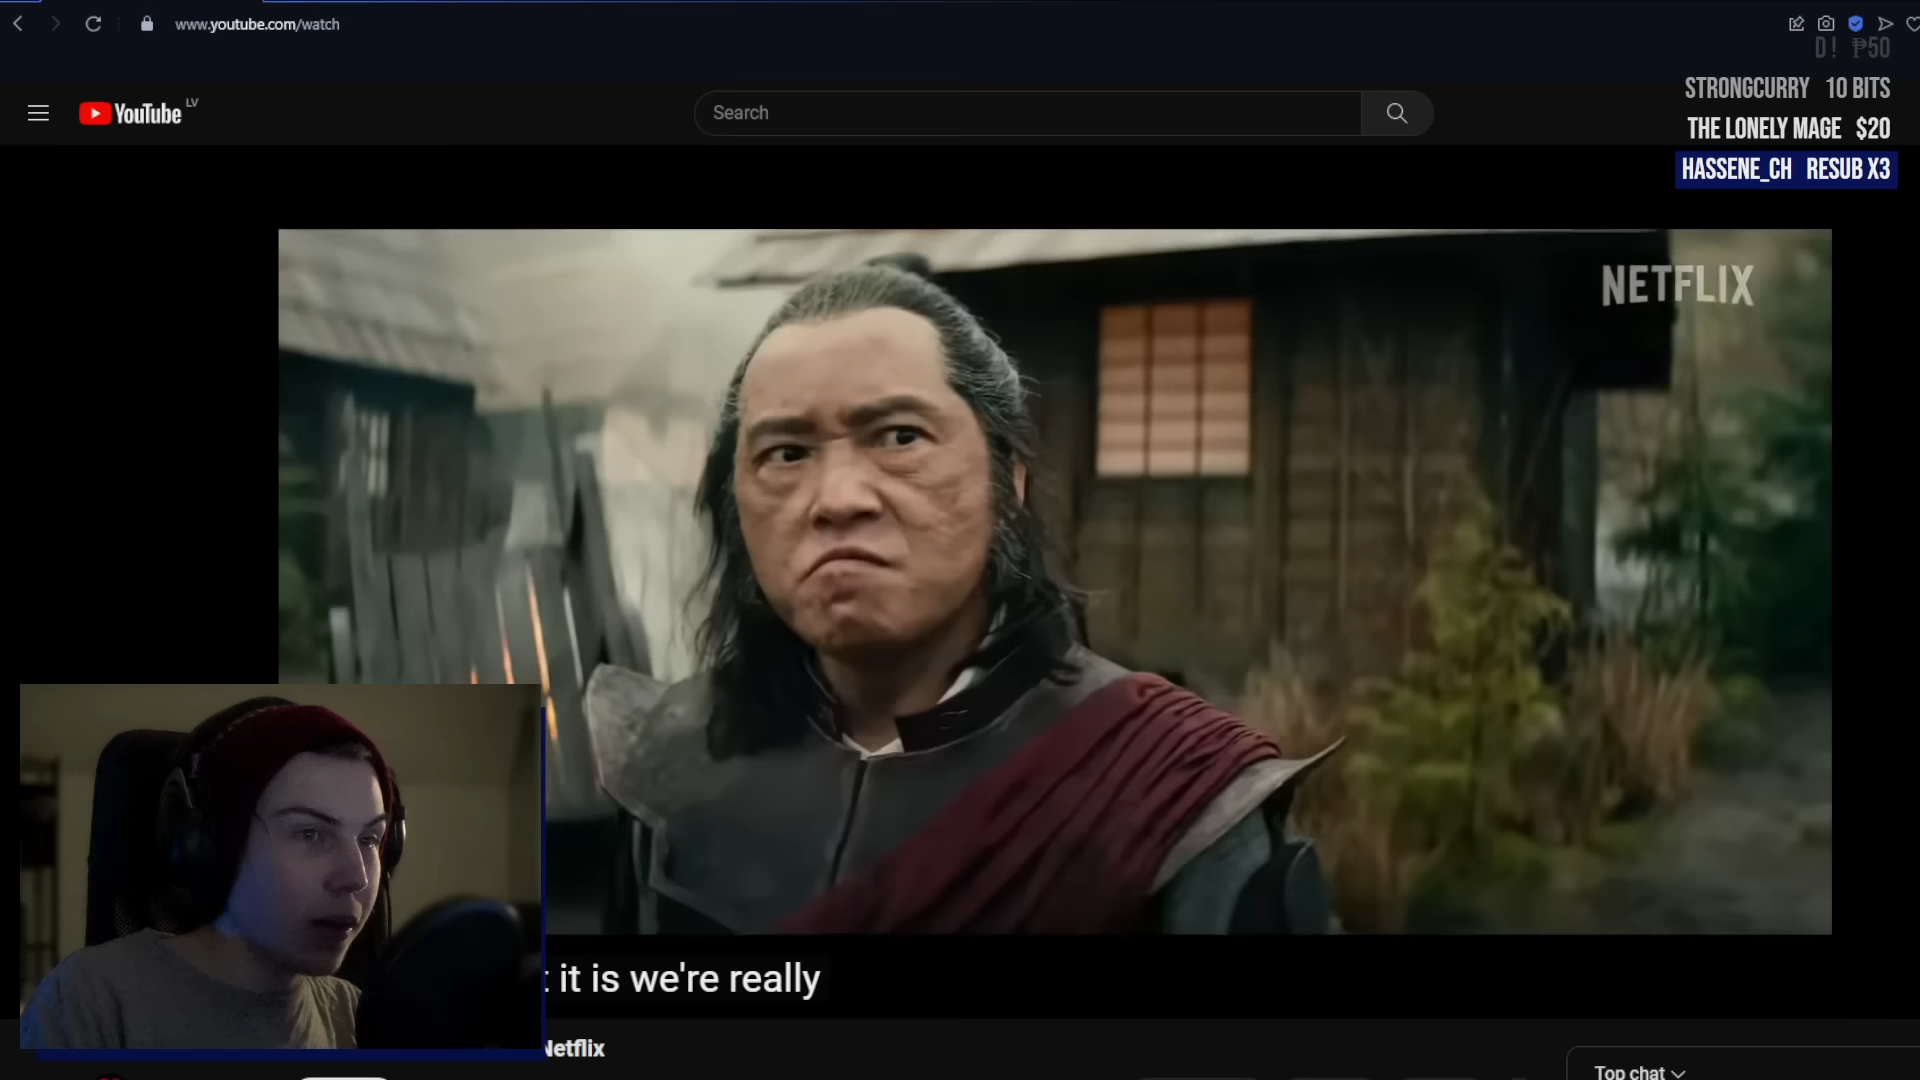 www.youtube.com/watch
D! ₱50
YouTube LV
Search
STRONGCURRY 10 BITS
THE LONELY MAGE $20
HASSENE_CH RESUB X3
NETFLIX
it is we're really
Netflix
Top chat